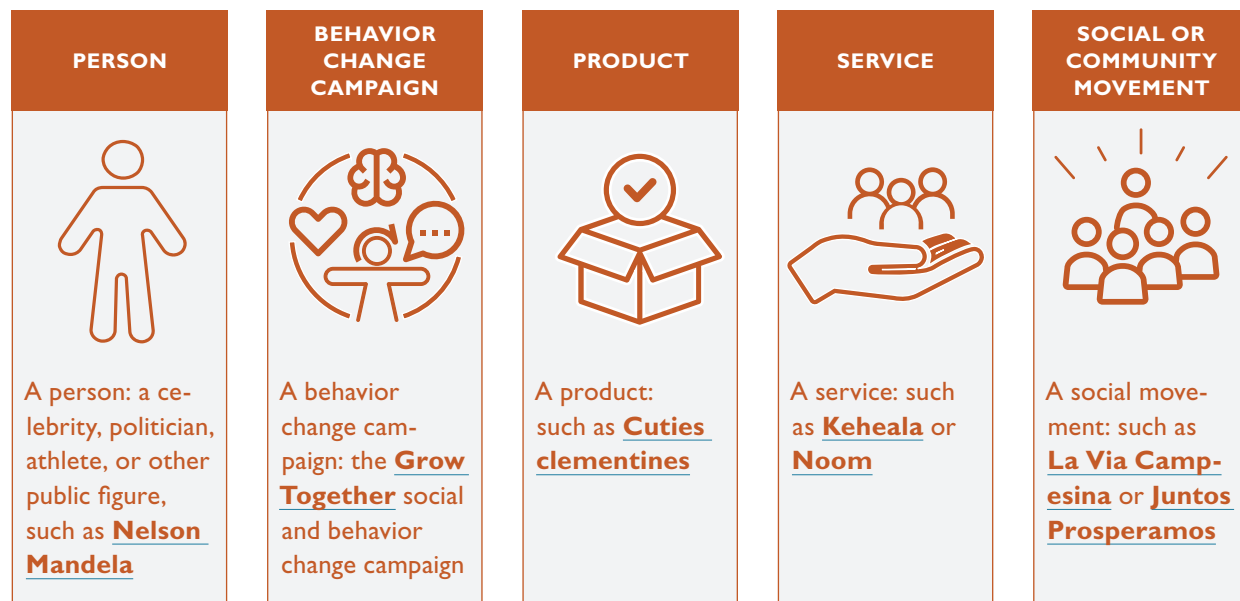 PERSON
A person: a ce-
lebrity, politician,
athlete, or other
public figure,
such as Nelson
Mandela
BEHAVIOR
CHANGE
CAMPAIGN
A behavior
change cam-
paign: the Grow
Together social
and behavior
change campaign
PRODUCT
A product:
such as Cuties
clementines
SERVICE
A service: such
as Keheala or
Noom
SOCIAL OR
COMMUNITY
MOVEMENT
A social move-
ment: such as
La Via Camp-
esina or Juntos
Prosperamos